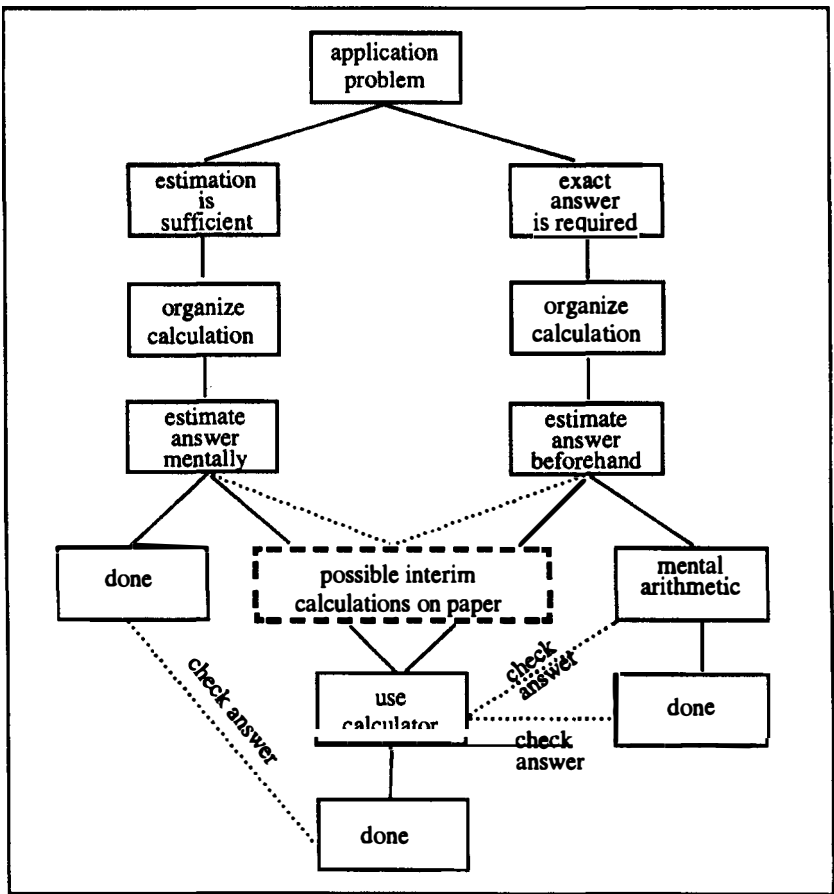 application
problem
estimation
is
sufficient
exact
answer
is required
organize
calculation
organize
calculation
estimate
answer
mentally
estimate
answer
beforehand
done
possible interim
calculations on paper
mental
arithmetic
check answer
check
answer
use
calculator
done
check
answer
done